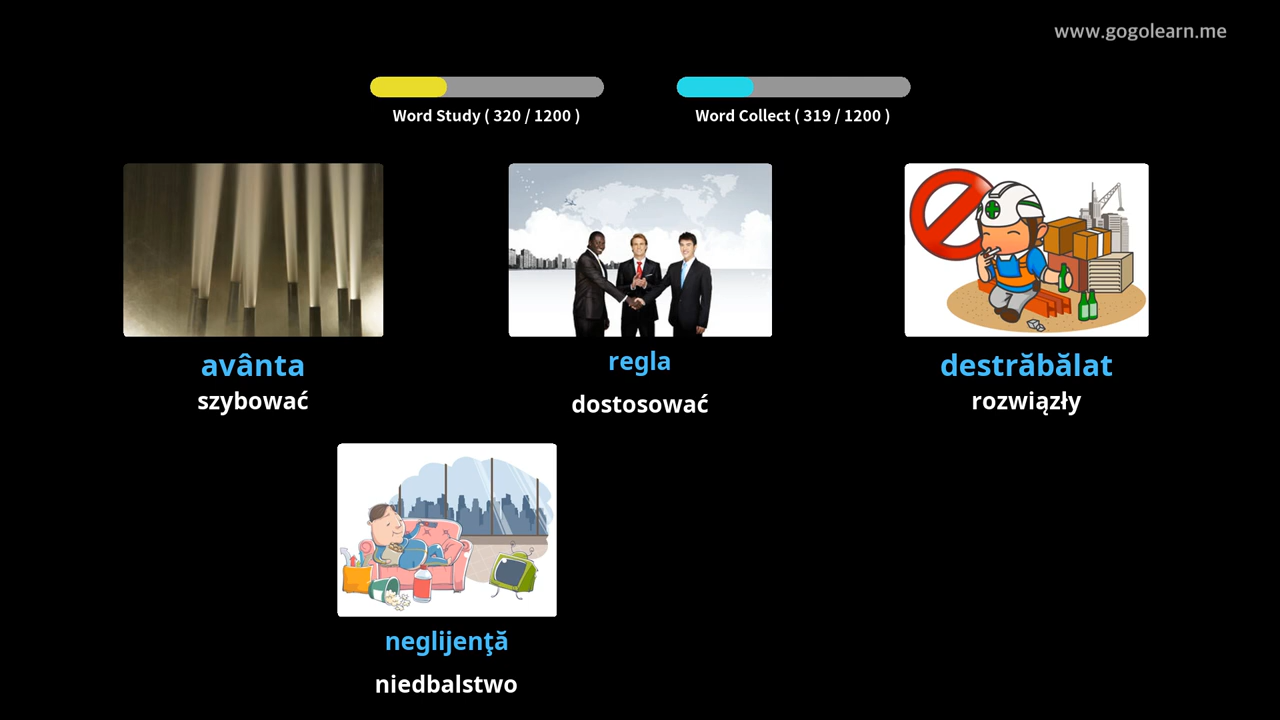 www.gogolearn.me
Word Study ( 320 / 1200 )
Word Collect ( 319 / 1200 )
avânta
szybować
regla
dostosować
destrăbălat
rozwiązły
neglijenţă
niedbalstwo